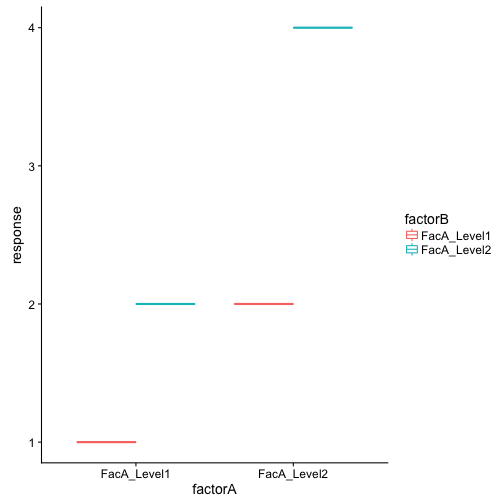 4
3
2
1
response
FacA_Level1
FacA_Level2
factorA
factorB
FacA_Level1
FacA_Level2